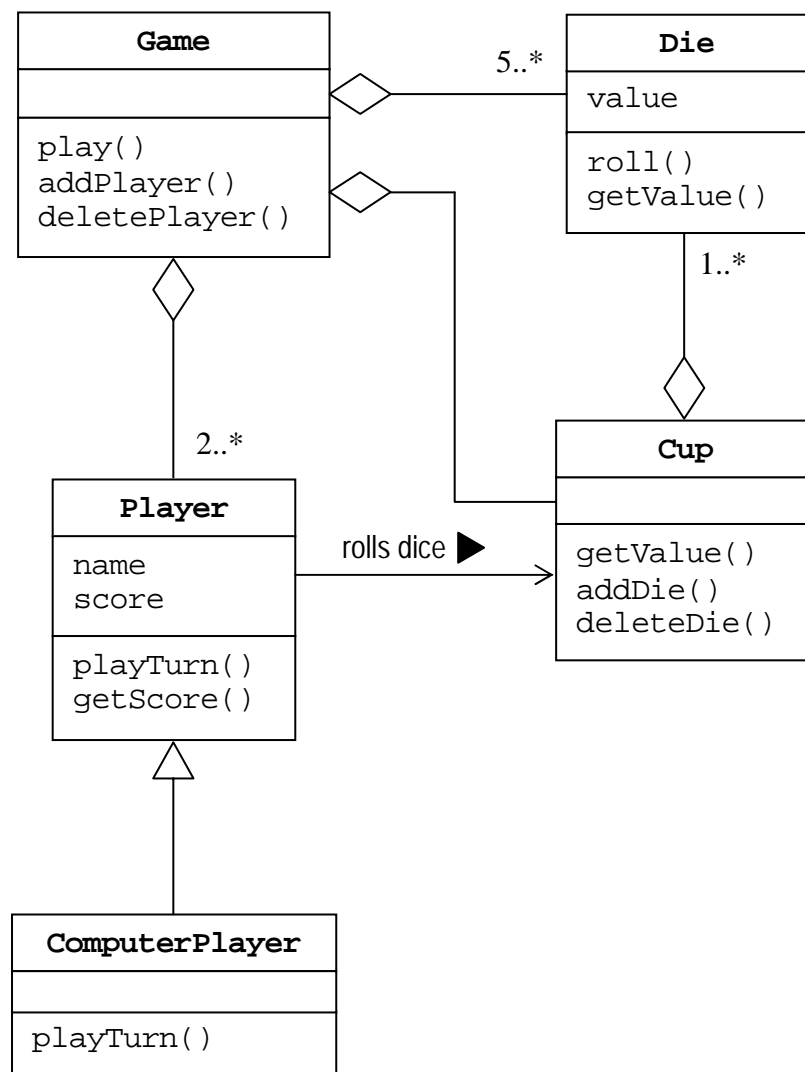 Game
play()
addPlayer()
deletePlayer()
5..*
Die
value
roll()
getValue()
1..*
2..*
Player
name
score
playTurn()
getScore()
rolls dice
Cup
getValue()
addDie()
deleteDie()
ComputerPlayer
playTurn()